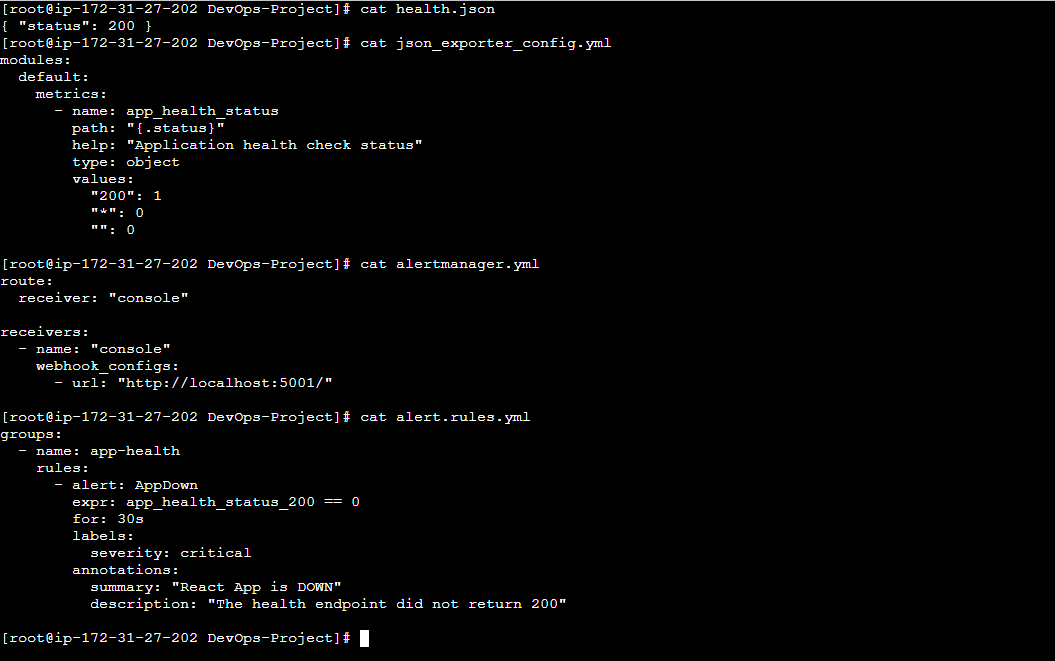 [root@ip-172-31-27-202 DevOps-Project]# cat health.json
{ "status": 200 }
[root@ip-172-31-27-202 DevOps-Project]# cat json_exporter_config.yml
modules:
  default:
    metrics:
      - name: app_health_status
        path: "{.status}"
        help: "Application health check status"
        type: object
        values:
          "200": 1
          "*": 0
          "": 0

[root@ip-172-31-27-202 DevOps-Project]# cat alertmanager.yml
route:
  receiver: "console"

receivers:
  - name: "console"
    webhook_configs:
      - url: "http://localhost:5001/"

[root@ip-172-31-27-202 DevOps-Project]# cat alert.rules.yml
groups:
  - name: app-health
    rules:
      - alert: AppDown
        expr: app_health_status_200 == 0
        for: 30s
        labels:
          severity: critical
        annotations:
          summary: "React App is DOWN"
          description: "The health endpoint did not return 200"

[root@ip-172-31-27-202 DevOps-Project]#